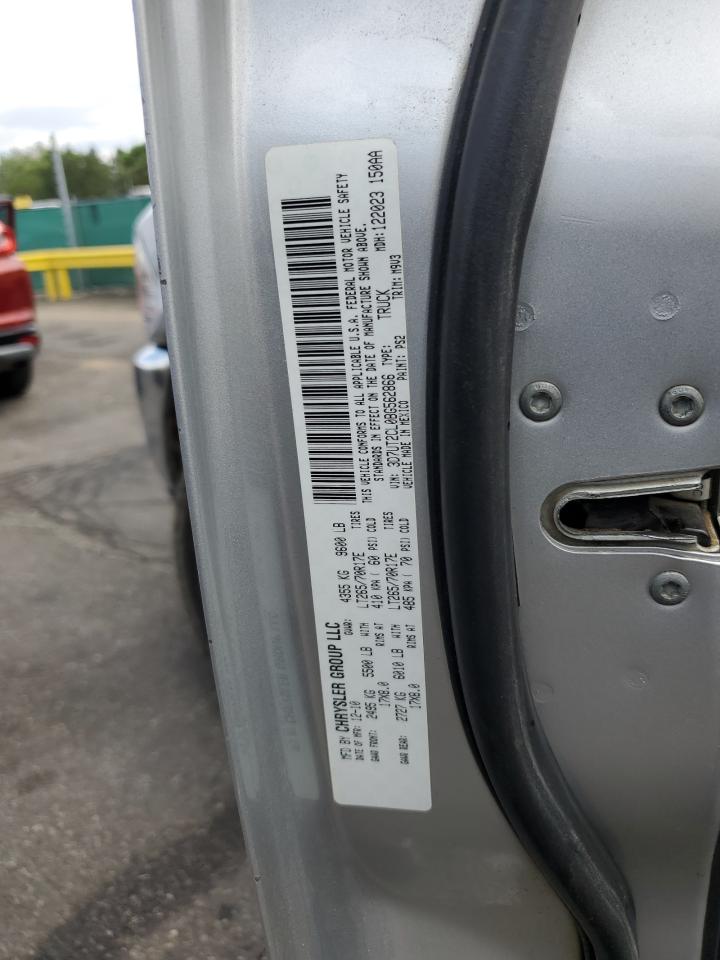 MFD BY CHRYSLER GROUP LLC
DATE OF MFR: 12-10 GVWR: 4355 KG 9600 LB
GAWR FRONT: 2495 KG 5500 LB WITH LT265/70R17E TIRES
17X8.0 RIMS AT 410 KPA ( 60 PSI) COLD
GAWR REAR: 2727 KG 6010 LB WITH LT265/70R17E TIRES
17X8.0 RIMS AT 485 KPA ( 70 PSI) COLD
THIS VEHICLE CONFORMS TO ALL APPLICABLE U.S.A. FEDERAL MOTOR VEHICLE SAFETY
STANDARDS IN EFFECT ON THE DATE OF MANUFACTURE SHOWN ABOVE.
VIN: 3D7UT2CL0BG562866 TYPE: TRUCK MDH: 122023 150AA
VEHICLE MADE IN MEXICO PAINT: PS2 TRIM: M9V3